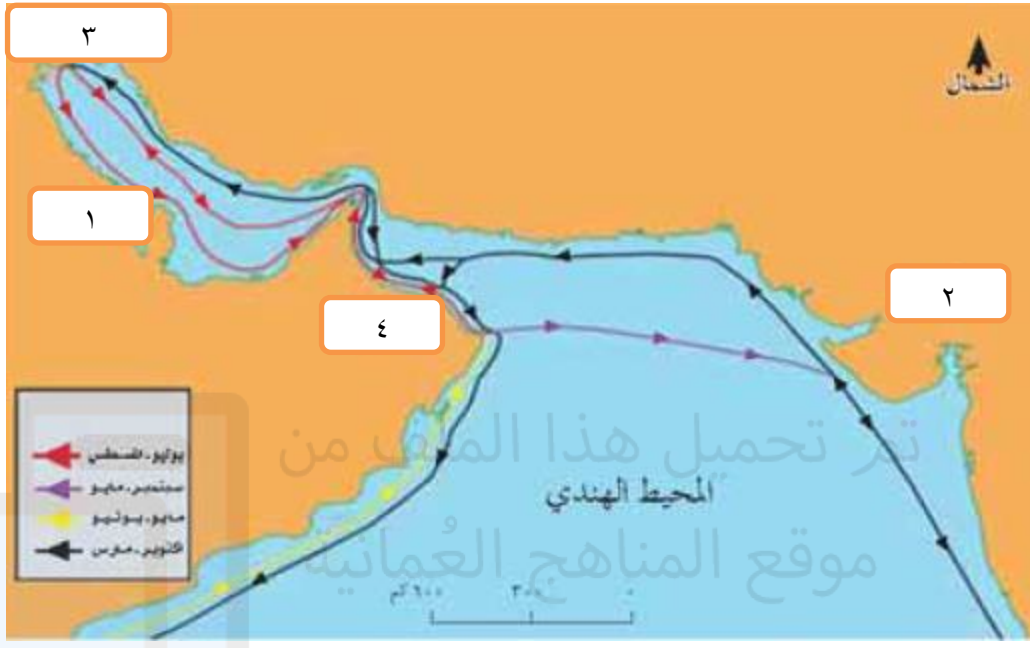 ٣
الشمال
١
٢
٤
تم تحميل هذا الملف من
المحيط الهندي
موقع المناهج العُمانية
يوليو - اغسطس
سبتمبر - مايو
مايو - يونيو
اكتوبر - مارس
٦٠٠ كم ٣٠٠ ٠